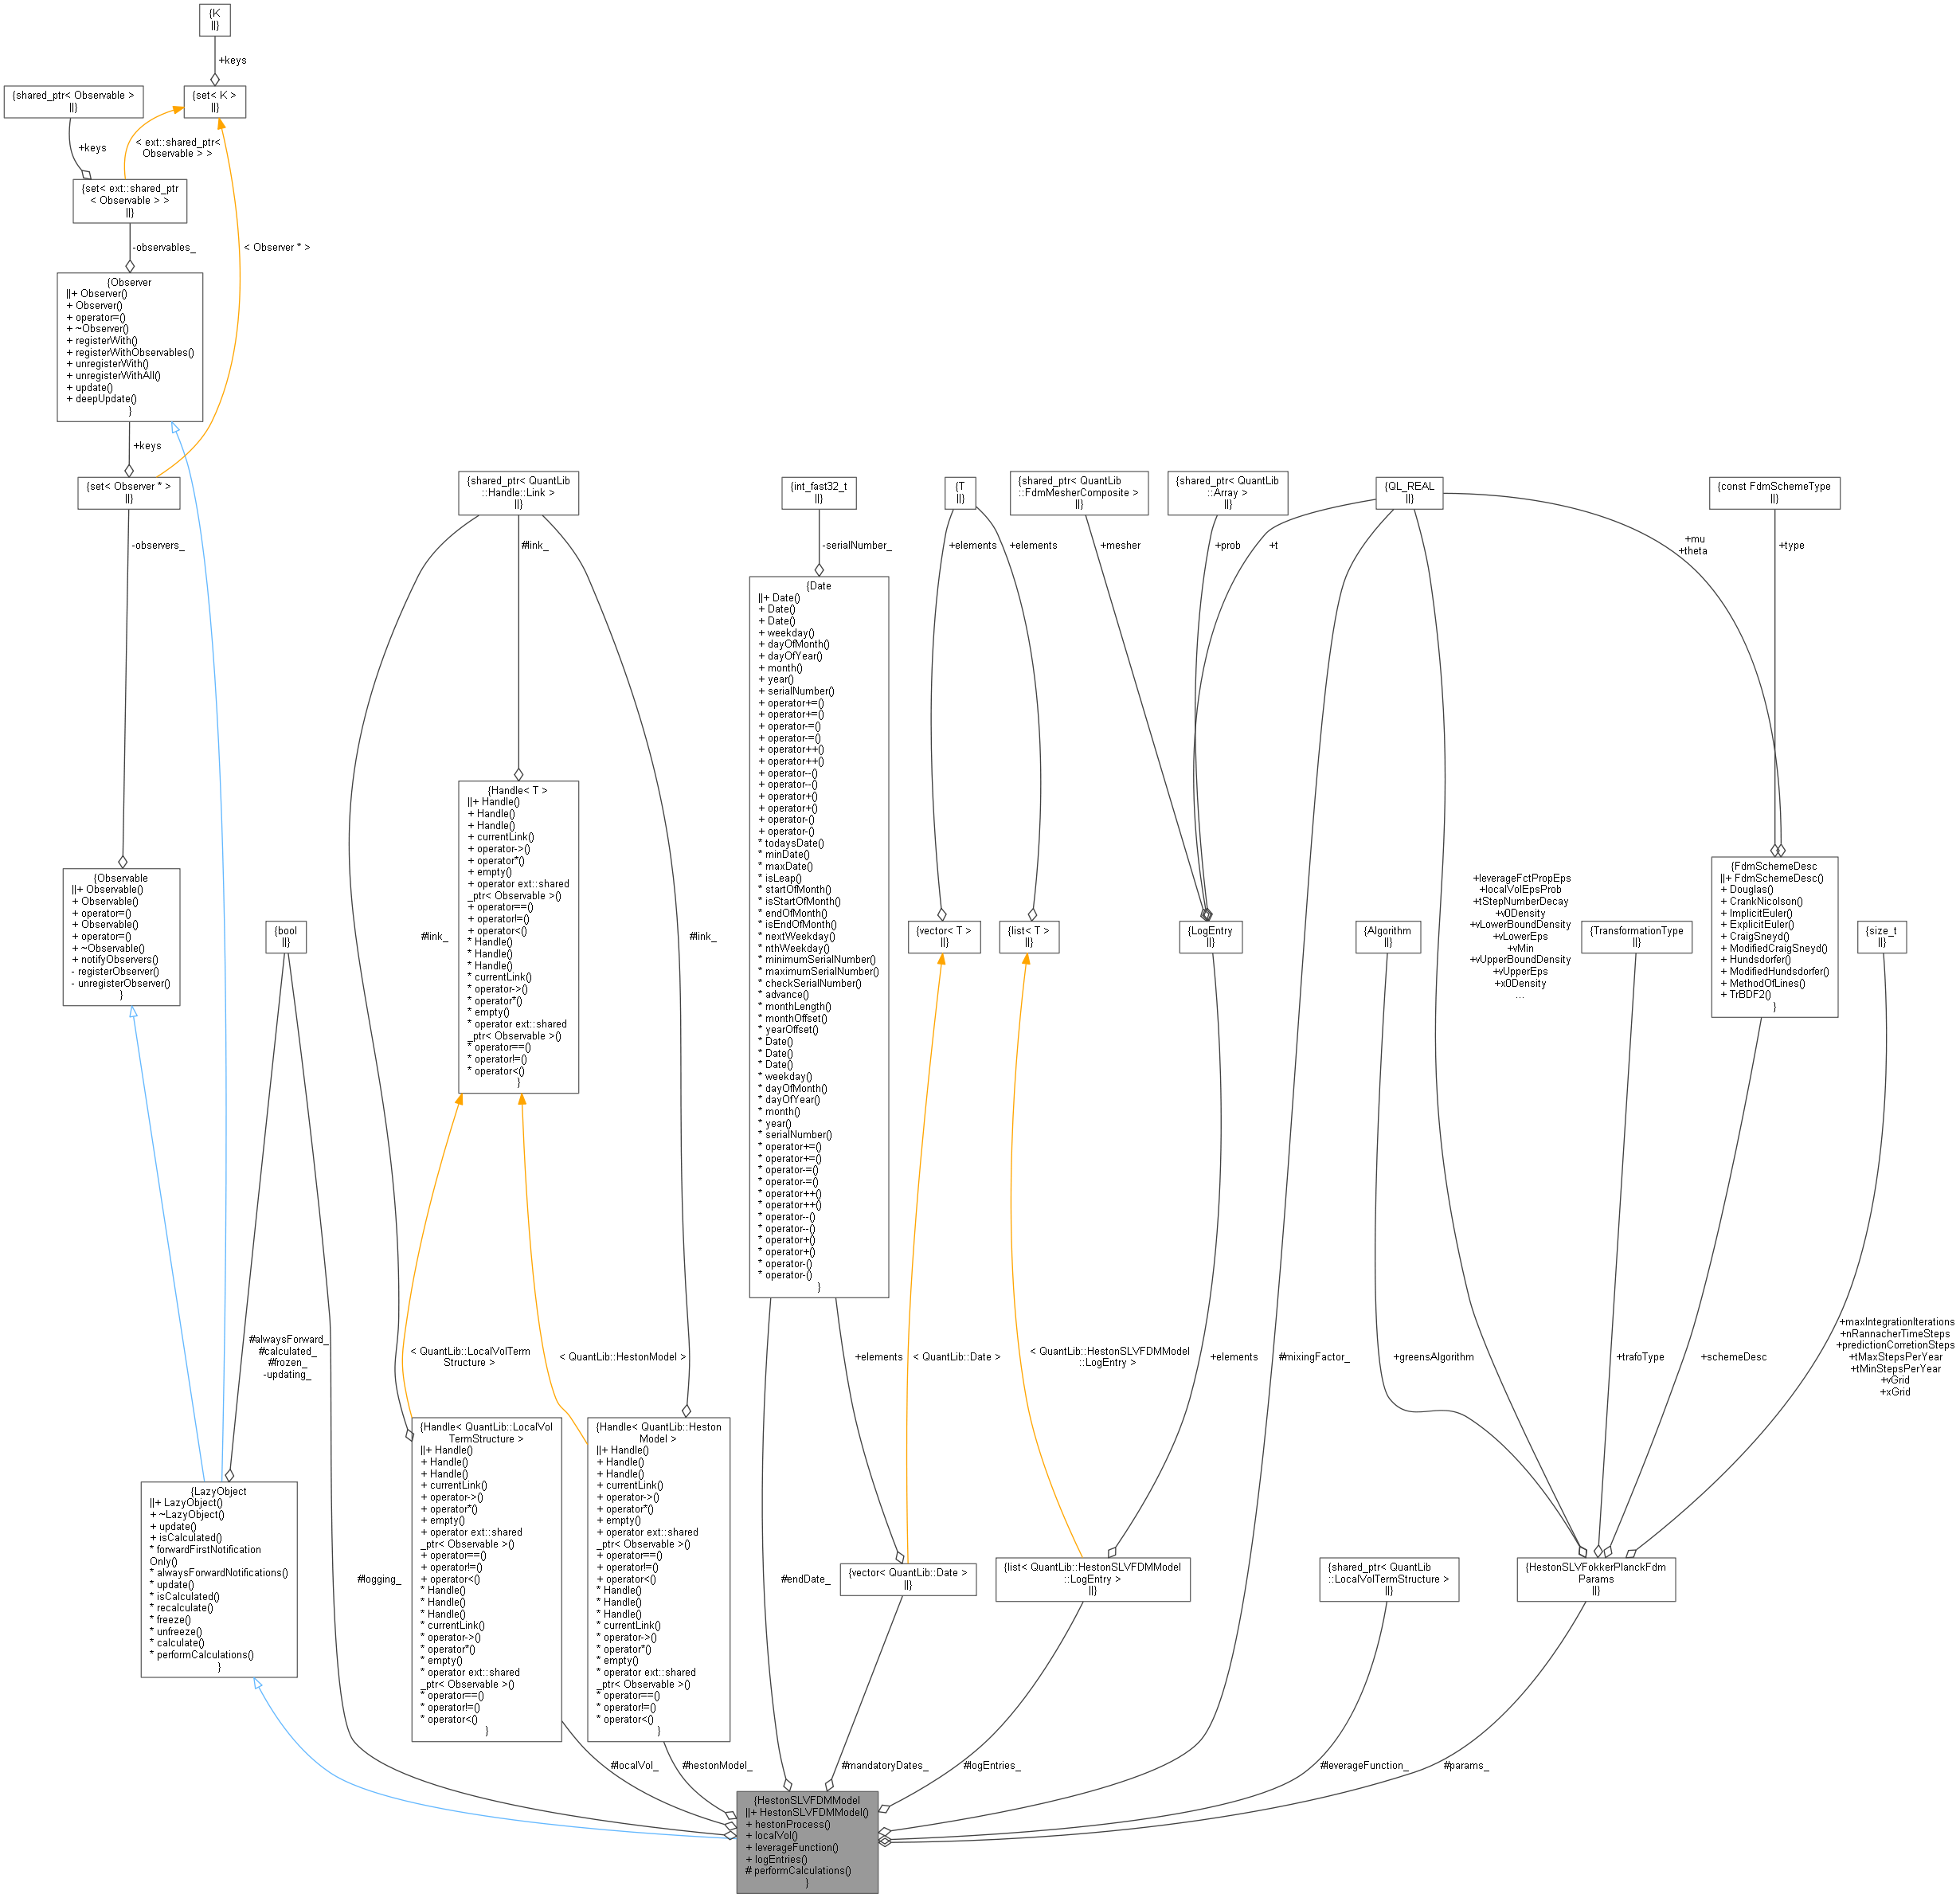 {K
||}
+keys
{shared_ptr< Observable >
||}
{set< K >
||}
+keys
< ext::shared_ptr<
Observable > >
{set< ext::shared_ptr
< Observable > >
||}
-observables_
< Observer * >
{Observer
||+ Observer()
+ Observer()
+ operator=()
+ ~Observer()
+ registerWith()
+ registerWithObservables()
+ unregisterWith()
+ unregisterWithAll()
+ update()
+ deepUpdate()
}
+keys
{set< Observer * >
||}
{shared_ptr< QuantLib
::Handle::Link >
||}
{int_fast32_t
||}
{T
||}
{shared_ptr< QuantLib
::FdmMesherComposite >
||}
{shared_ptr< QuantLib
::Array >
||}
{QL_REAL
||}
{const FdmSchemeType
||}
-observers_
#link_
-serialNumber_
+elements
+elements
+mesher
+prob
+t
+mu
+theta
+type
{Date
||+ Date()
+ Date()
+ Date()
+ weekday()
+ dayOfMonth()
+ dayOfYear()
+ month()
+ year()
+ serialNumber()
+ operator+=()
+ operator+=()
+ operator-=()
+ operator-=()
+ operator++()
+ operator++()
+ operator--()
+ operator--()
+ operator+()
+ operator+()
+ operator-()
+ operator-()
* todaysDate()
* minDate()
* maxDate()
* isLeap()
* startOfMonth()
* isStartOfMonth()
* endOfMonth()
* isEndOfMonth()
* nextWeekday()
* nthWeekday()
* minimumSerialNumber()
* maximumSerialNumber()
* checkSerialNumber()
* advance()
* monthLength()
* monthOffset()
* yearOffset()
* Date()
* Date()
* Date()
* weekday()
* dayOfMonth()
* dayOfYear()
* month()
* year()
* serialNumber()
* operator+=()
* operator+=()
* operator-=()
* operator-=()
* operator++()
* operator++()
* operator--()
* operator--()
* operator+()
* operator+()
* operator-()
* operator-()
}
{Handle< T >
||+ Handle()
+ Handle()
+ Handle()
+ currentLink()
+ operator->()
+ operator*()
+ empty()
+ operator ext::shared
_ptr< Observable >()
+ operator==()
+ operator!=()
+ operator<()
* Handle()
* Handle()
* Handle()
* currentLink()
* operator->()
* operator*()
* empty()
* operator ext::shared
_ptr< Observable >()
* operator==()
* operator!=()
* operator<()
}
{Observable
||+ Observable()
+ Observable()
+ operator=()
+ Observable()
+ operator=()
+ ~Observable()
+ notifyObservers()
- registerObserver()
- unregisterObserver()
}
{bool
||}
#link_
#link_
{vector< T >
||}
{list< T >
||}
{LogEntry
||}
{Algorithm
||}
+leverageFctPropEps
+localVolEpsProb
+tStepNumberDecay
+v0Density
+vLowerBoundDensity
+vLowerEps
+vMin
+vUpperBoundDensity
+vUpperEps
+x0Density
...
{TransformationType
||}
{FdmSchemeDesc
||+ FdmSchemeDesc()
+ Douglas()
+ CrankNicolson()
+ ImplicitEuler()
+ ExplicitEuler()
+ CraigSneyd()
+ ModifiedCraigSneyd()
+ Hundsdorfer()
+ ModifiedHundsdorfer()
+ MethodOfLines()
+ TrBDF2()
}
{size_t
||}
#alwaysForward_
#calculated_
#frozen_
-updating_
< QuantLib::LocalVolTerm
Structure >
< QuantLib::HestonModel >
+elements
< QuantLib::Date >
< QuantLib::HestonSLVFDMModel
::LogEntry >
+elements
#mixingFactor_
+greensAlgorithm
+trafoType
+schemeDesc
+maxIntegrationIterations
+nRannacherTimeSteps
+predictionCorretionSteps
+tMaxStepsPerYear
+tMinStepsPerYear
+vGrid
+xGrid
{LazyObject
||+ LazyObject()
+ ~LazyObject()
+ update()
+ isCalculated()
* forwardFirstNotification
Only()
* alwaysForwardNotifications()
* update()
* isCalculated()
* recalculate()
* freeze()
* unfreeze()
* calculate()
* performCalculations()
}
#logging_
{Handle< QuantLib::LocalVol
TermStructure >
||+ Handle()
+ Handle()
+ Handle()
+ currentLink()
+ operator->()
+ operator*()
+ empty()
+ operator ext::shared
_ptr< Observable >()
+ operator==()
+ operator!=()
+ operator<()
* Handle()
* Handle()
* Handle()
* currentLink()
* operator->()
* operator*()
* empty()
* operator ext::shared
_ptr< Observable >()
* operator==()
* operator!=()
* operator<()
}
{Handle< QuantLib::Heston
Model >
||+ Handle()
+ Handle()
+ Handle()
+ currentLink()
+ operator->()
+ operator*()
+ empty()
+ operator ext::shared
_ptr< Observable >()
+ operator==()
+ operator!=()
+ operator<()
* Handle()
* Handle()
* Handle()
* currentLink()
* operator->()
* operator*()
* empty()
* operator ext::shared
_ptr< Observable >()
* operator==()
* operator!=()
* operator<()
}
#endDate_
{vector< QuantLib::Date >
||}
{list< QuantLib::HestonSLVFDMModel
::LogEntry >
||}
{shared_ptr< QuantLib
::LocalVolTermStructure >
||}
{HestonSLVFokkerPlanckFdm
Params
||}
#localVol_
#hestonModel_
#mandatoryDates_
#logEntries_
#leverageFunction_
#params_
{HestonSLVFDMModel
||+ HestonSLVFDMModel()
+ hestonProcess()
+ localVol()
+ leverageFunction()
+ logEntries()
# performCalculations()
}